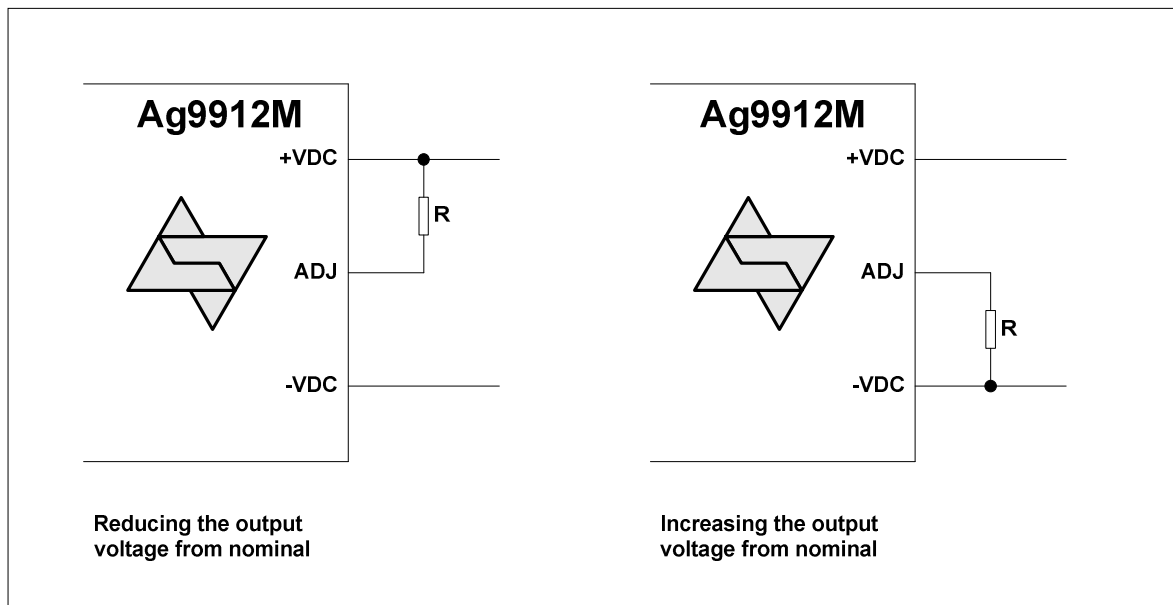 Ag9912M
+VDC
R
ADJ
-VDC
Reducing the output
voltage from nominal
Ag9912M
+VDC
ADJ
R
-VDC
Increasing the output
voltage from nominal